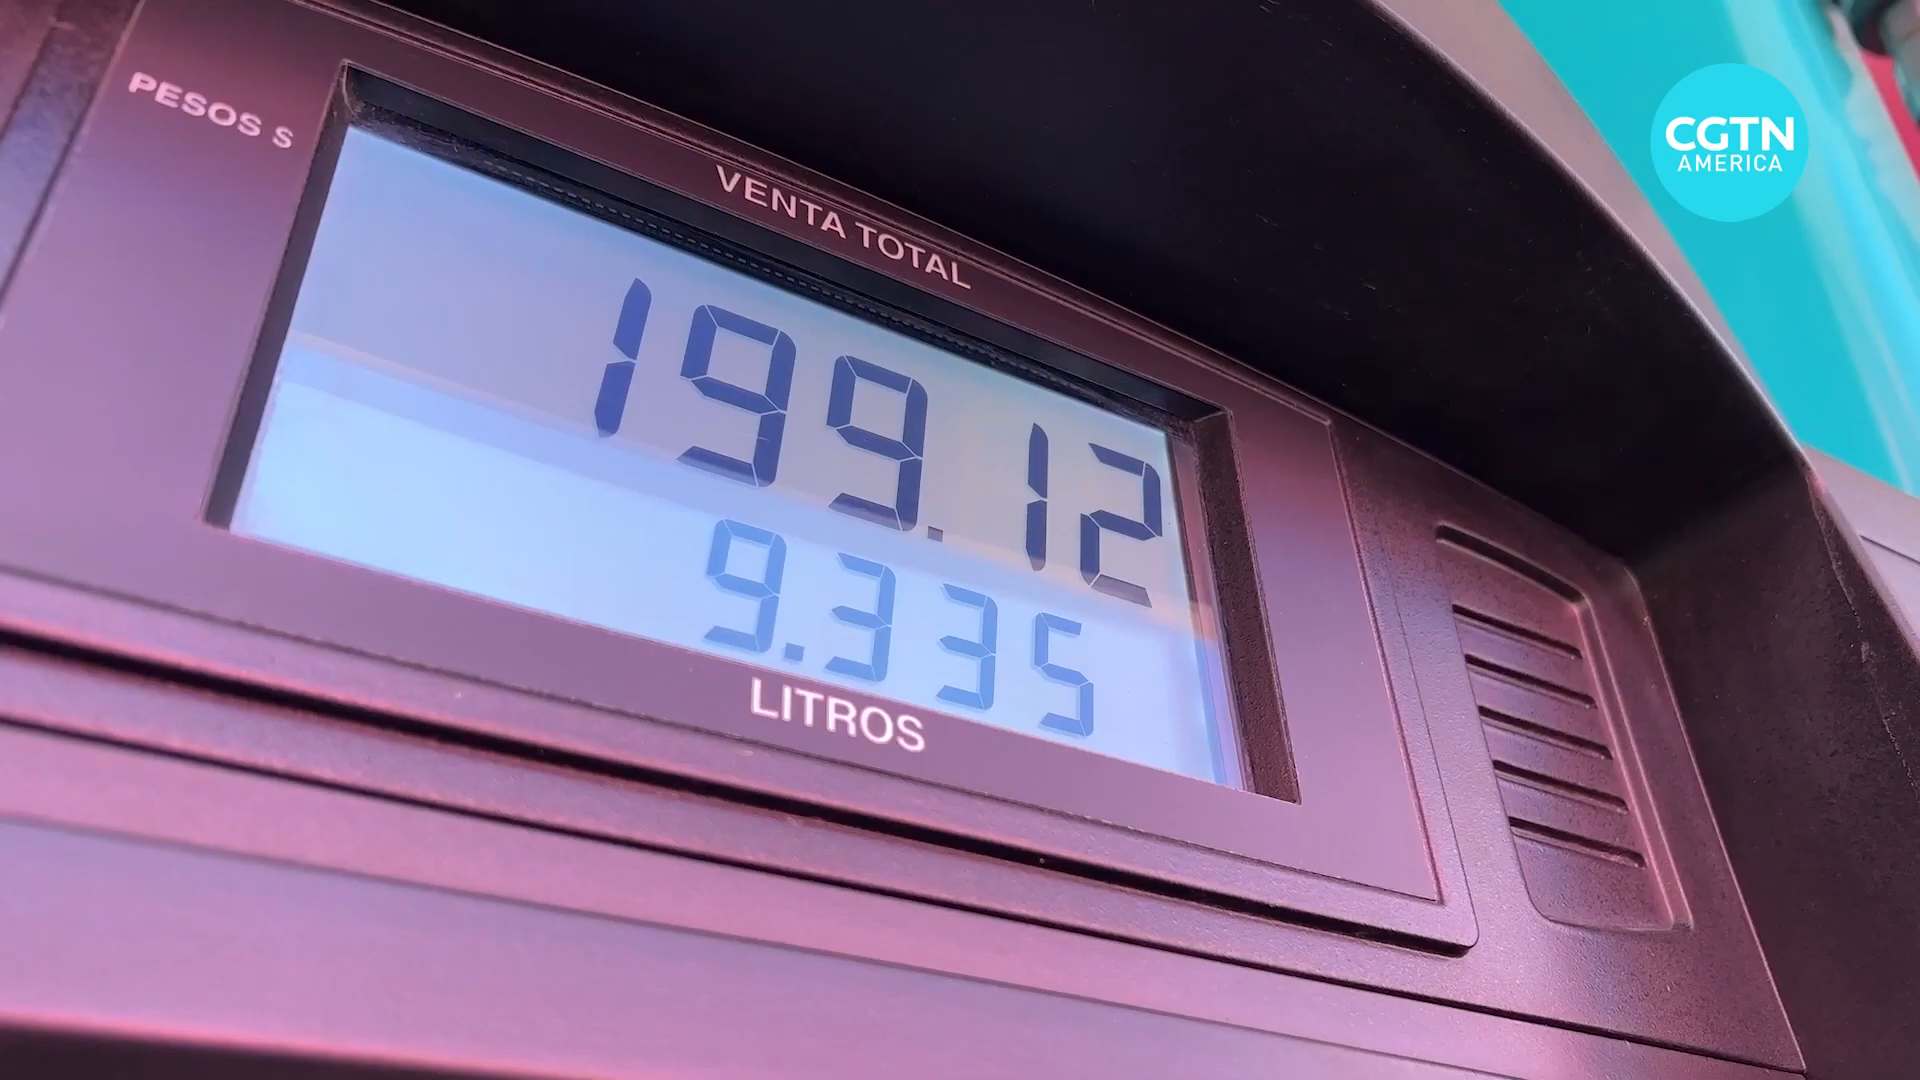 PESOS $
VENTA TOTAL
199.12
9.335
LITROS
CGTN
AMERICA